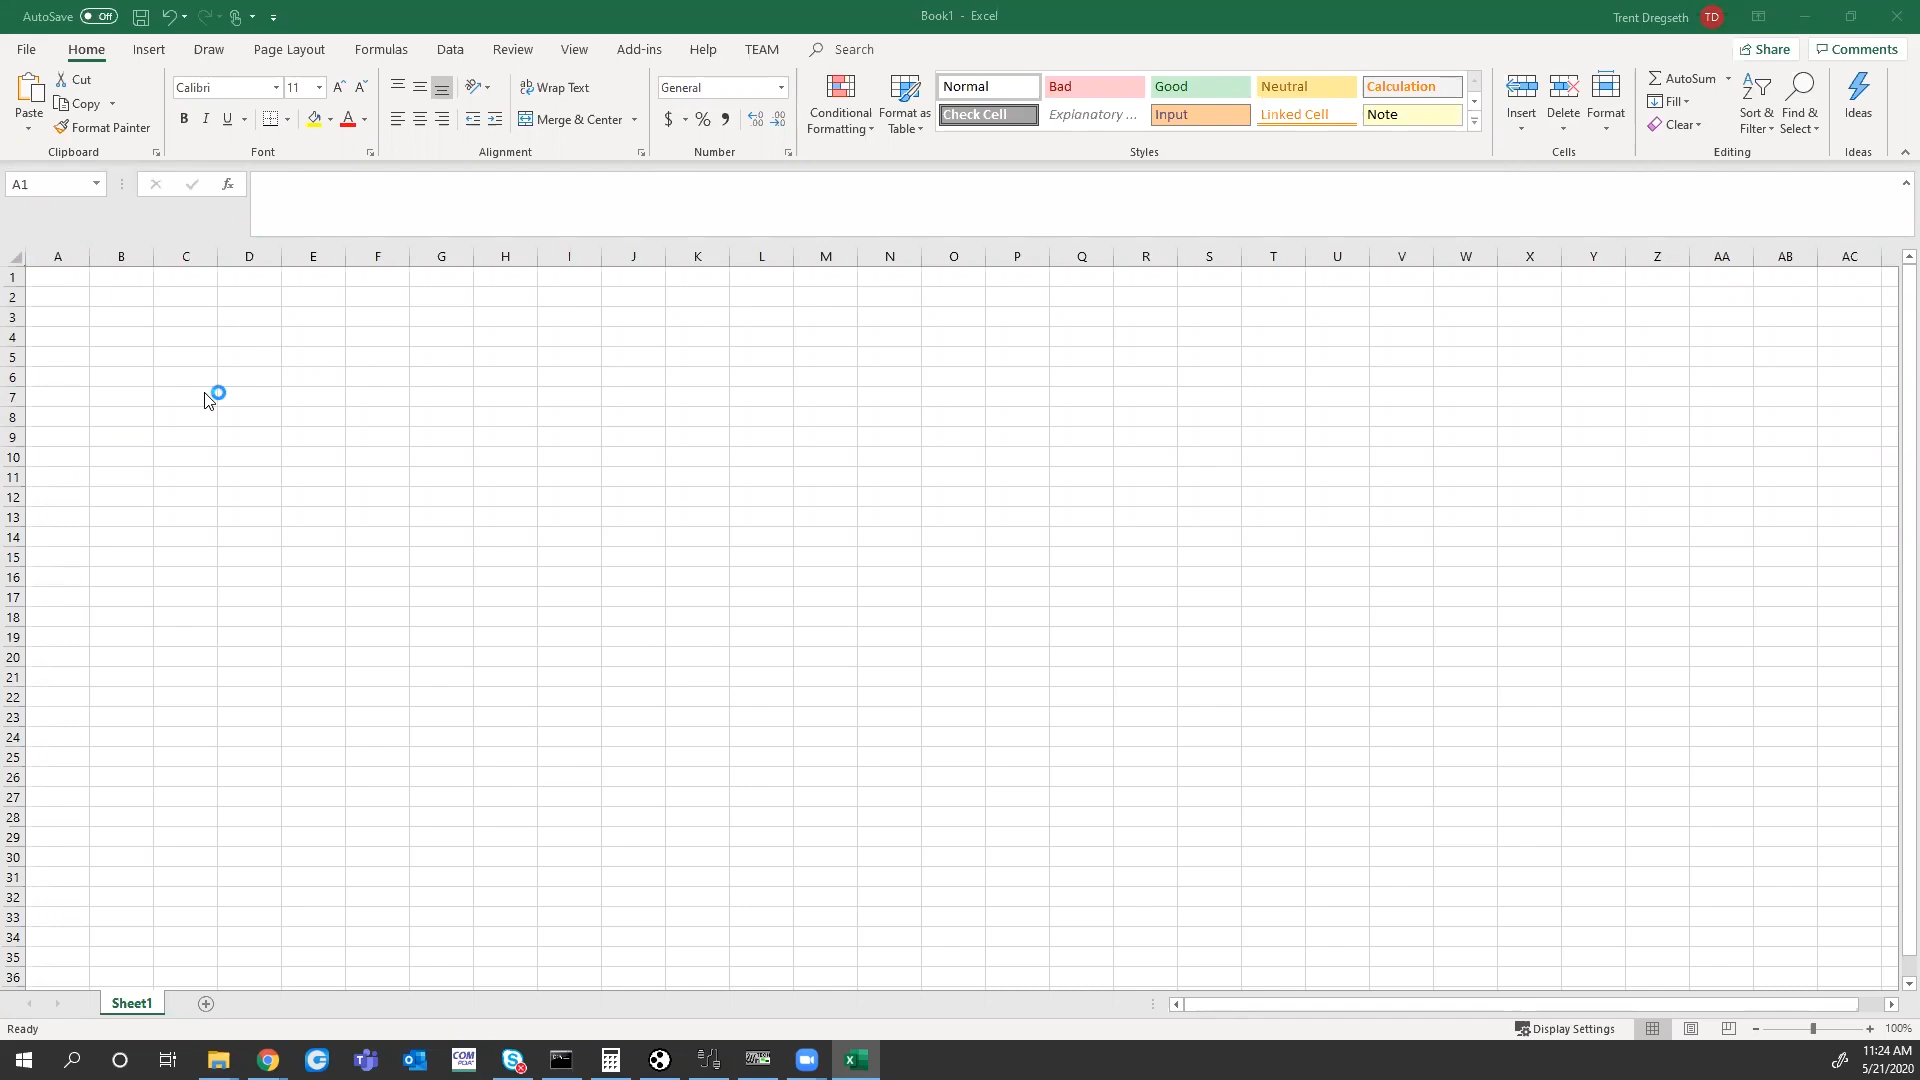 AutoSave Off
Book1 - Excel
Trent Dregseth TD
File Home Insert Draw Page Layout Formulas Data Review View Add-ins Help TEAM Search
Share Comments
Paste
Cut
Copy
Format Painter
Clipboard
Calibri 11
B I U
Font
Wrap Text
Merge & Center
Alignment
General
$ % 9
Number
Conditional Formatting
Format as Table
Normal Bad Good Neutral Calculation
Check Cell Explanatory ... Input Linked Cell Note
Styles
Insert Delete Format
Cells
AutoSum
Fill
Clear
Sort & Filter
Find & Select
Editing
Ideas
Ideas
A1
fx
A B C D E F G H I J K L M N O P Q R S T U V W X Y Z AA AB AC
1
2
3
4
5
6
7
8
9
10
11
12
13
14
15
16
17
18
19
20
21
22
23
24
25
26
27
28
29
30
31
32
33
34
35
36
Sheet1
Ready
Display Settings
100%
COM
11:24 AM
5/21/2020